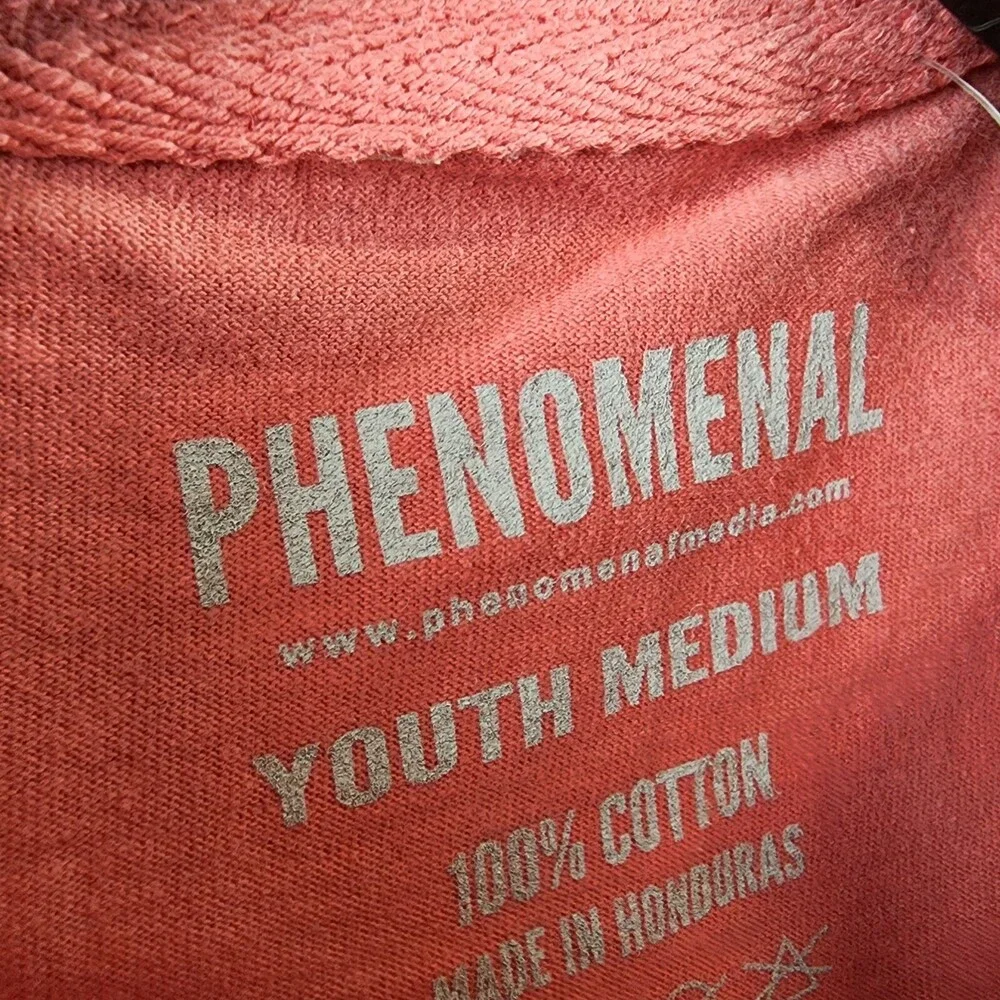 PHENOMENAL
www.phenomenalmedia.com
YOUTH MEDIUM
100% COTTON
MADE IN HONDURAS